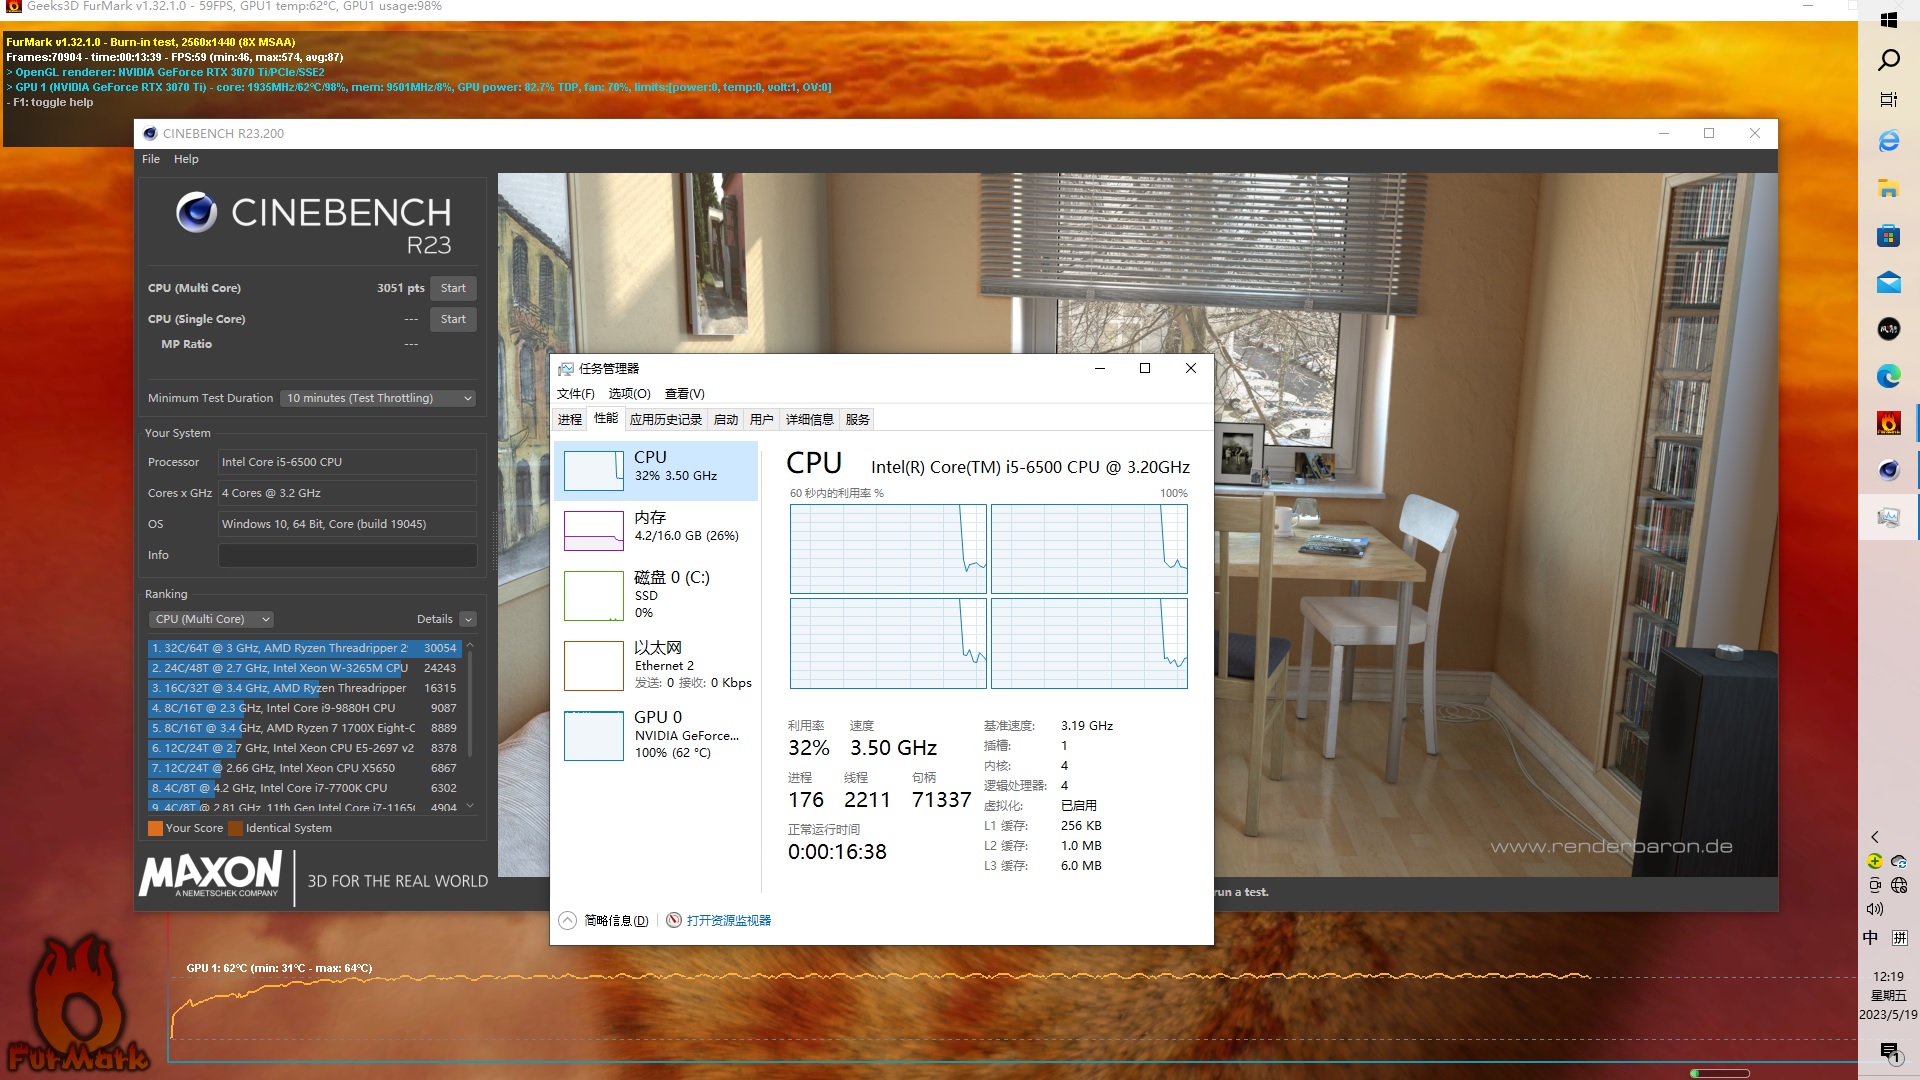 Geeks3D FurMark v1.32.1.0 - 59FPS, GPU1 temp:62°C, GPU1 usage:98%
FurMark v1.32.1.0 - Burn-in test, 2560x1440 (8X MSAA)
Frames:70904 - time:00:13:39 - FPS:59 (min:46, max:574, avg:87)
> OpenGL renderer: NVIDIA GeForce RTX 3070 Ti/PCIe/SSE2
> GPU 1 (NVIDIA GeForce RTX 3070 Ti) - core: 1935MHz/62°C/98%, mem: 9501MHz/8%, GPU power: 82.7% TDP, fan: 70%, limits:[power:0, temp:0, volt:1, OV:0]
- F1: toggle help
CINEBENCH R23.200
File Help
CINEBENCH
R23
CPU (Multi Core) 3051 pts Start
CPU (Single Core) --- Start
MP Ratio ---
Minimum Test Duration 10 minutes (Test Throttling)
Your System
Processor Intel Core i5-6500 CPU
Cores x GHz 4 Cores @ 3.2 GHz
OS Windows 10, 64 Bit, Core (build 19045)
Info
Ranking
CPU (Multi Core) Details
1. 32C/64T @ 3 GHz, AMD Ryzen Threadripper 2 30054
2. 24C/48T @ 2.7 GHz, Intel Xeon W-3265M CPU 24243
3. 16C/32T @ 3.4 GHz, AMD Ryzen Threadripper 16315
4. 8C/16T @ 2.3 GHz, Intel Core i9-9880H CPU 9087
5. 8C/16T @ 3.4 GHz, AMD Ryzen 7 1700X Eight-C 8889
6. 12C/24T @ 2.7 GHz, Intel Xeon CPU E5-2697 v2 8378
7. 12C/24T @ 2.66 GHz, Intel Xeon CPU X5650 6867
8. 4C/8T @ 4.2 GHz, Intel Core i7-7700K CPU 6302
9. 4C/8T @ 2.81 GHz, 11th Gen Intel Core i7-1165G 4904
Your Score Identical System
MAXON
A NEMETSCHEK COMPANY
3D FOR THE REAL WORLD
www.renderbaron.de
run a test.
任务管理器
文件(F) 选项(O) 查看(V)
进程 性能 应用历史记录 启动 用户 详细信息 服务
CPU
32% 3.50 GHz
内存
4.2/16.0 GB (26%)
磁盘 0 (C:)
SSD
0%
以太网
Ethernet 2
发送: 0 接收: 0 Kbps
GPU 0
NVIDIA GeForce...
100% (62 °C)
CPU Intel(R) Core(TM) i5-6500 CPU @ 3.20GHz
60 秒内的利用率 % 100%
利用率 速度
32% 3.50 GHz
进程 线程 句柄
176 2211 71337
正常运行时间
0:00:16:38
基准速度: 3.19 GHz
插槽: 1
内核: 4
逻辑处理器: 4
虚拟化: 已启用
L1 缓存: 256 KB
L2 缓存: 1.0 MB
L3 缓存: 6.0 MB
简略信息(D) 打开资源监视器
GPU 1: 62°C (min: 31°C - max: 64°C)
FurMark
中 拼
12:19
星期五
2023/5/19
1